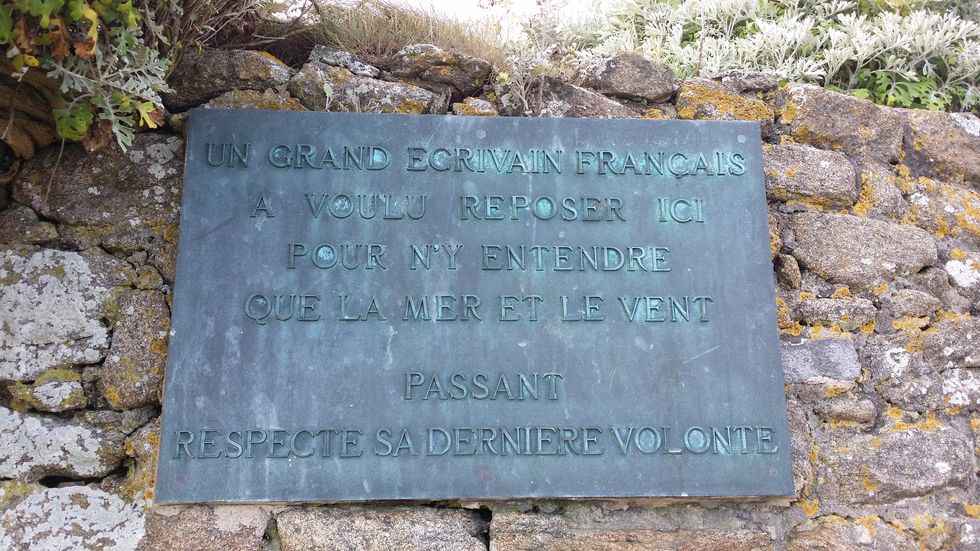 UN GRAND ECRIVAIN FRANÇAIS
A VOULU REPOSER ICI
POUR N'Y ENTENDRE
QUE LA MER ET LE VENT
PASSANT
RESPECTE SA DERNIERE VOLONTE